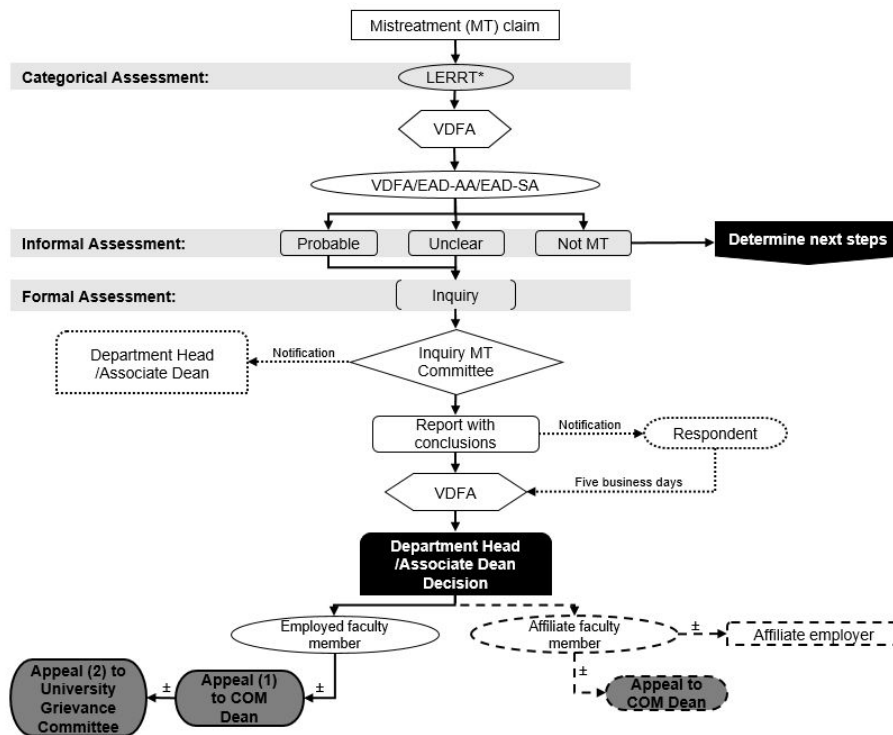 Mistreatment (MT) claim
Categorical Assessment:
LERRT*
VDFA
VDFA/EAD-AA/EAD-SA
Informal Assessment:
Probable
Unclear
Not MT
Determine next steps
Formal Assessment:
Inquiry
Department Head
/Associate Dean
Notification
Inquiry MT
Committee
Report with
conclusions
Notification
Respondent
VDFA
Five business days
Department Head
/Associate Dean
Decision
Employed faculty
member
Affiliate faculty
member
±
Affiliate employer
Appeal (2) to
University
Grievance
Committee
±
Appeal (1)
to COM
Dean
±
±
Appeal to
COM Dean